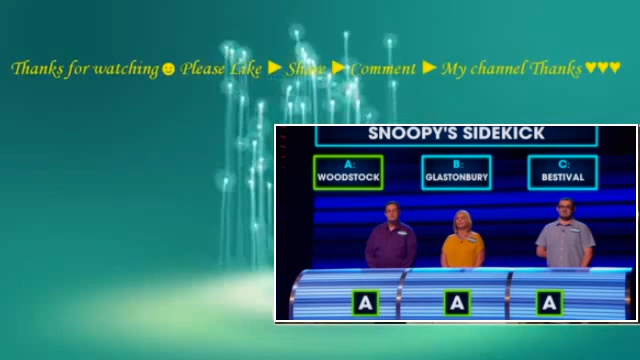 Thanks for watching☻ Please Like ► Share ► Comment ► My channel Thanks ♥♥♥
SNOOPY'S SIDEKICK
A: WOODSTOCK
B: GLASTONBURY
C: BESTIVAL
A A A